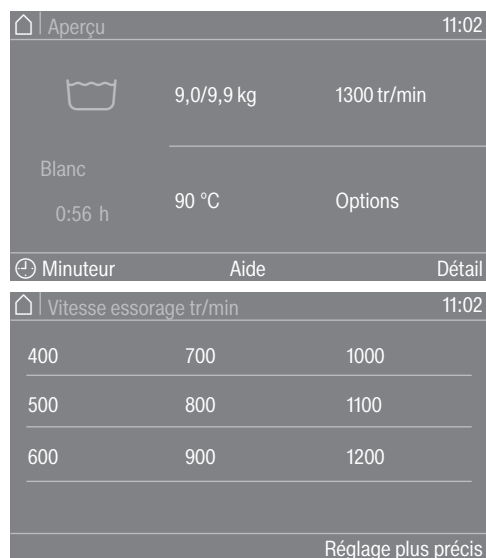 Aperçu 11:02
9,0/9,9 kg 1300 tr/min
Blanc
0:56 h
90 °C Options
Minuteur Aide Détail
Vitesse essorage tr/min 11:02
400 700 1000
500 800 1100
600 900 1200
Réglage plus précis